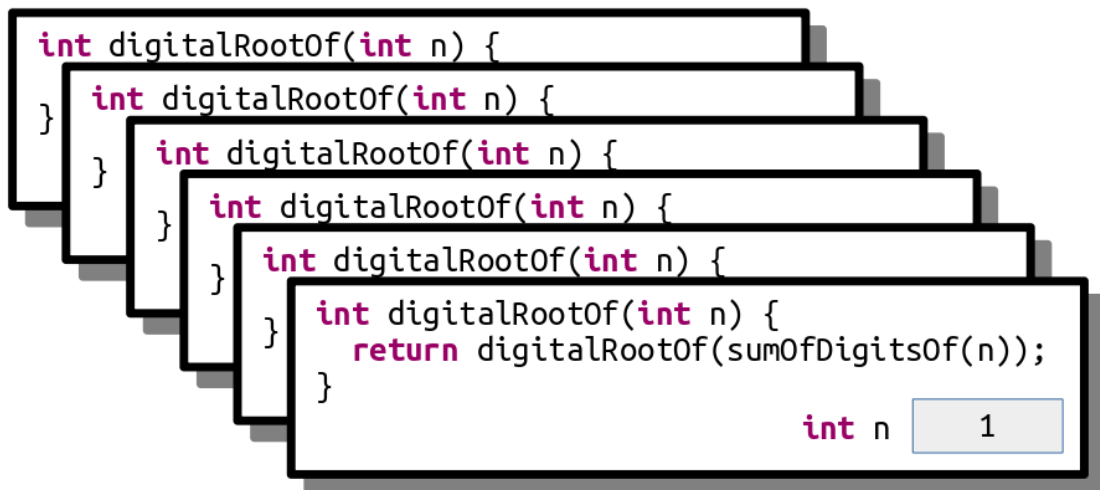 int digitalRootOf(int n) {
}
int digitalRootOf(int n) {
}
int digitalRootOf(int n) {
}
int digitalRootOf(int n) {
}
int digitalRootOf(int n) {
}
int digitalRootOf(int n) {
return digitalRootOf(sumOfDigitsOf(n));
}
int n 1